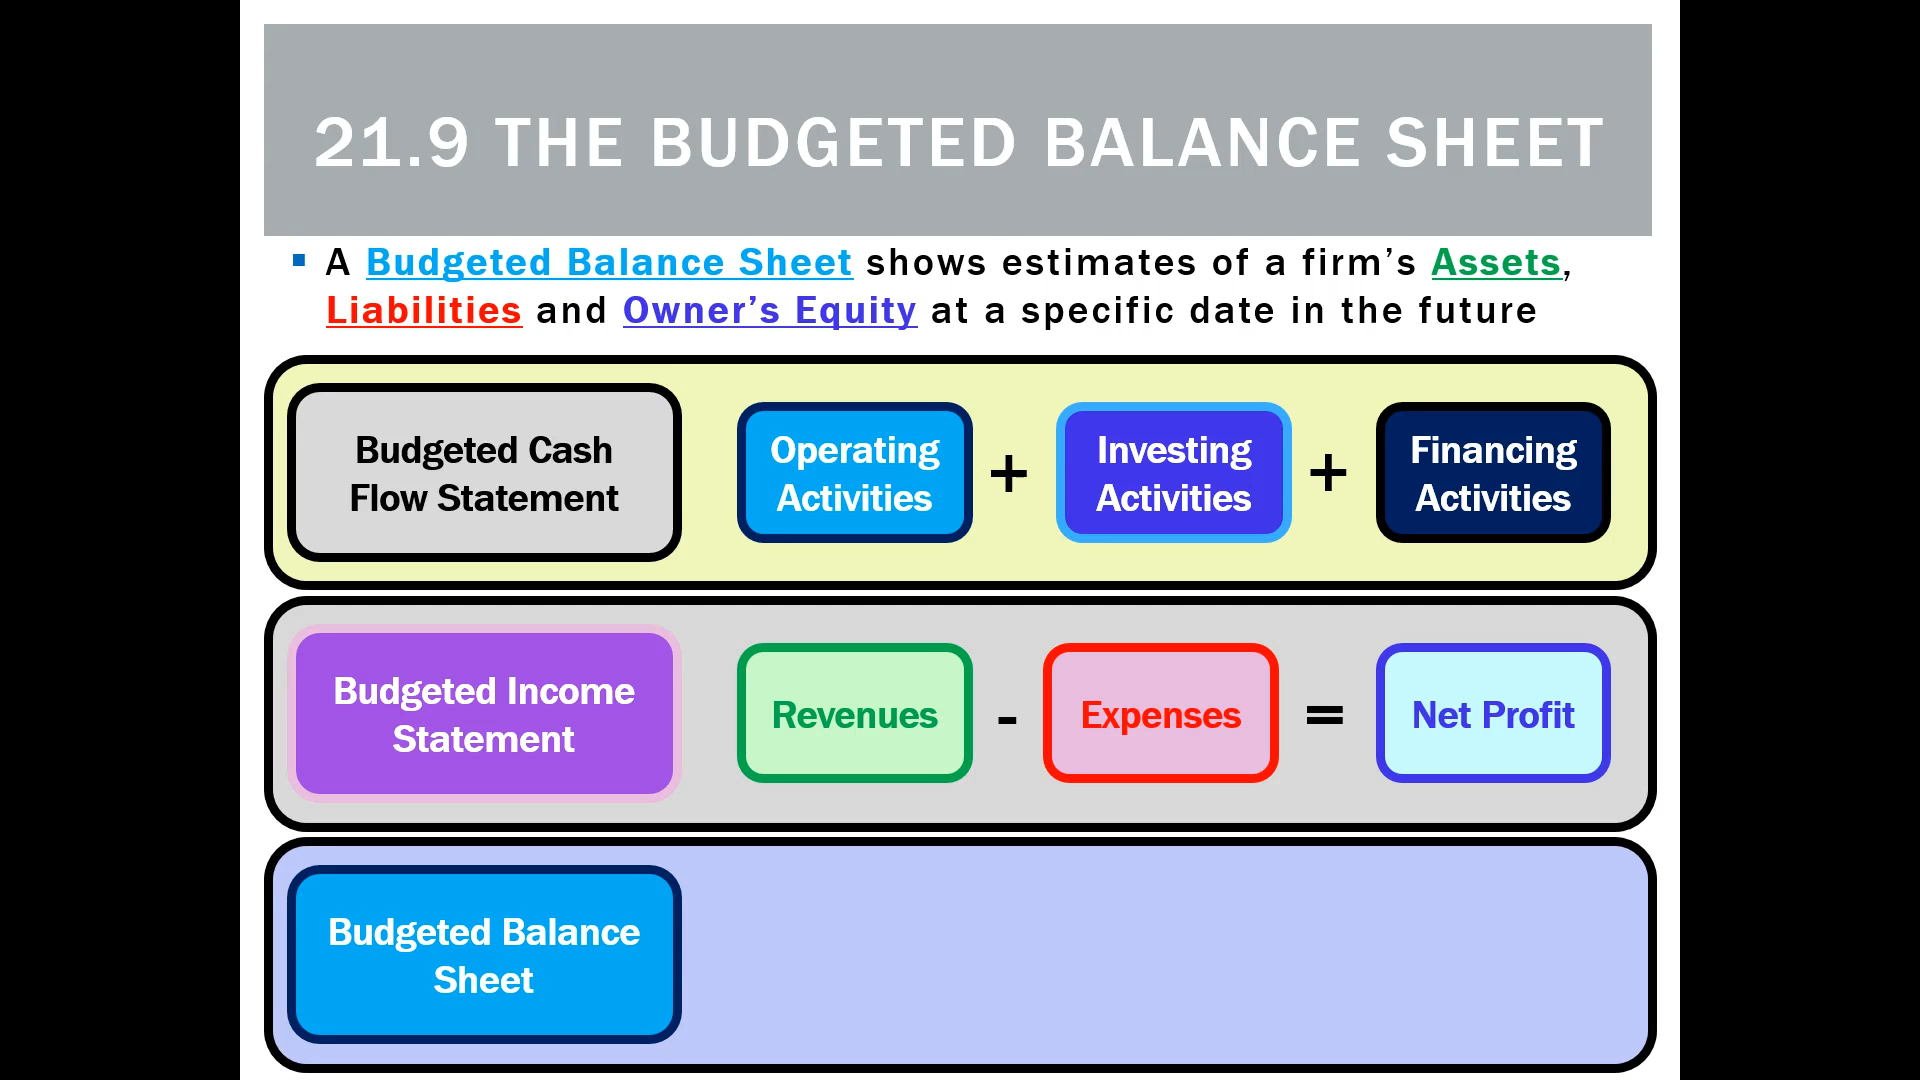 21.9 THE BUDGETED BALANCE SHEET
▪ A Budgeted Balance Sheet shows estimates of a firm’s Assets,
Liabilities and Owner’s Equity at a specific date in the future
Budgeted Cash
Flow Statement
Operating
Activities
+
Investing
Activities
+
Financing
Activities
Budgeted Income
Statement
Revenues
-
Expenses
=
Net Profit
Budgeted Balance
Sheet